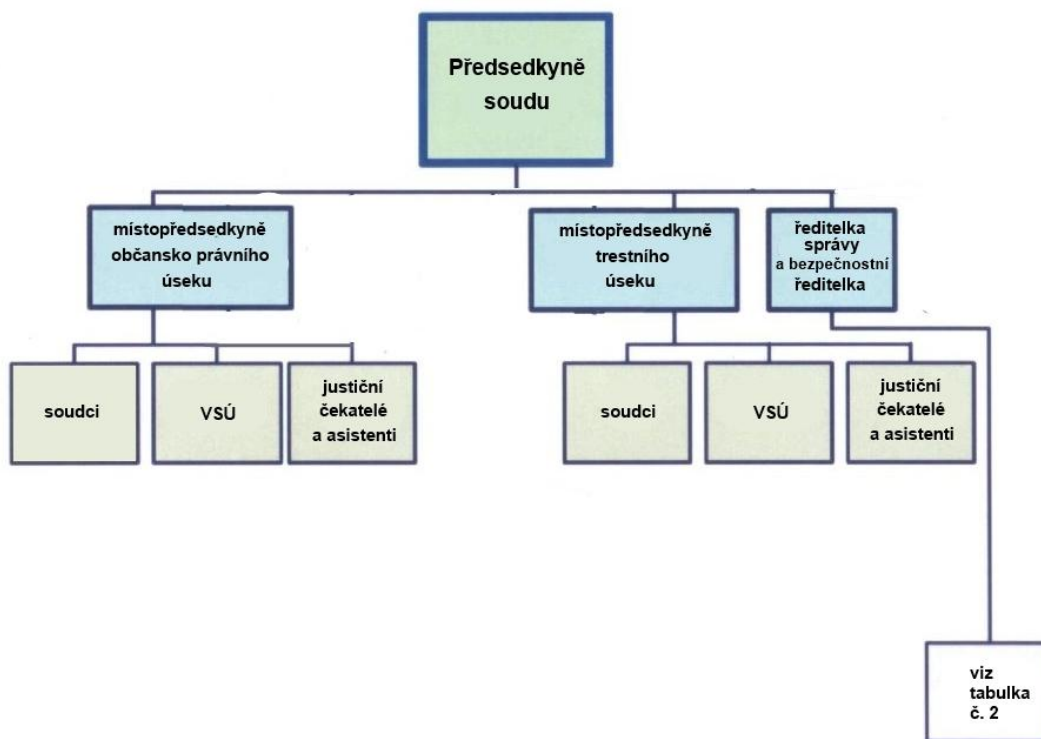 Předsedkyně
soudu
místopředsedkyně
občansko právního
úseku
místopředsedkyně
trestního
úseku
ředitelka
správy
a bezpečnostní
ředitelka
soudci
VSÚ
justiční
čekatelé
a asistenti
soudci
VSÚ
justiční
čekatelé
a asistenti
viz
tabulka
č. 2